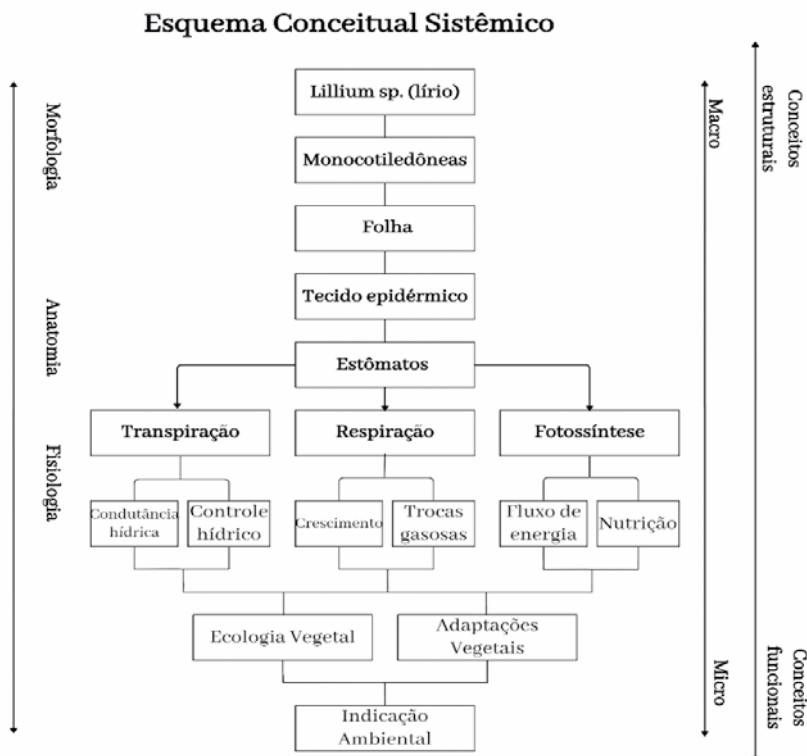 Esquema Conceitual Sistêmico
Lillium sp. (lírio)
Monocotiledôneas
Folha
Tecido epidérmico
Estômatos
Transpiração
Respiração
Fotossíntese
Condutância
hídrica
Controle
hídrico
Crescimento
Trocas
gasosas
Fluxo de
energia
Nutrição
Ecologia Vegetal
Adaptações
Vegetais
Indicação
Ambiental
Morfologia
Anatomia
Fisiologia
Macro
Micro
Conceitos
estruturais
Conceitos
funcionais